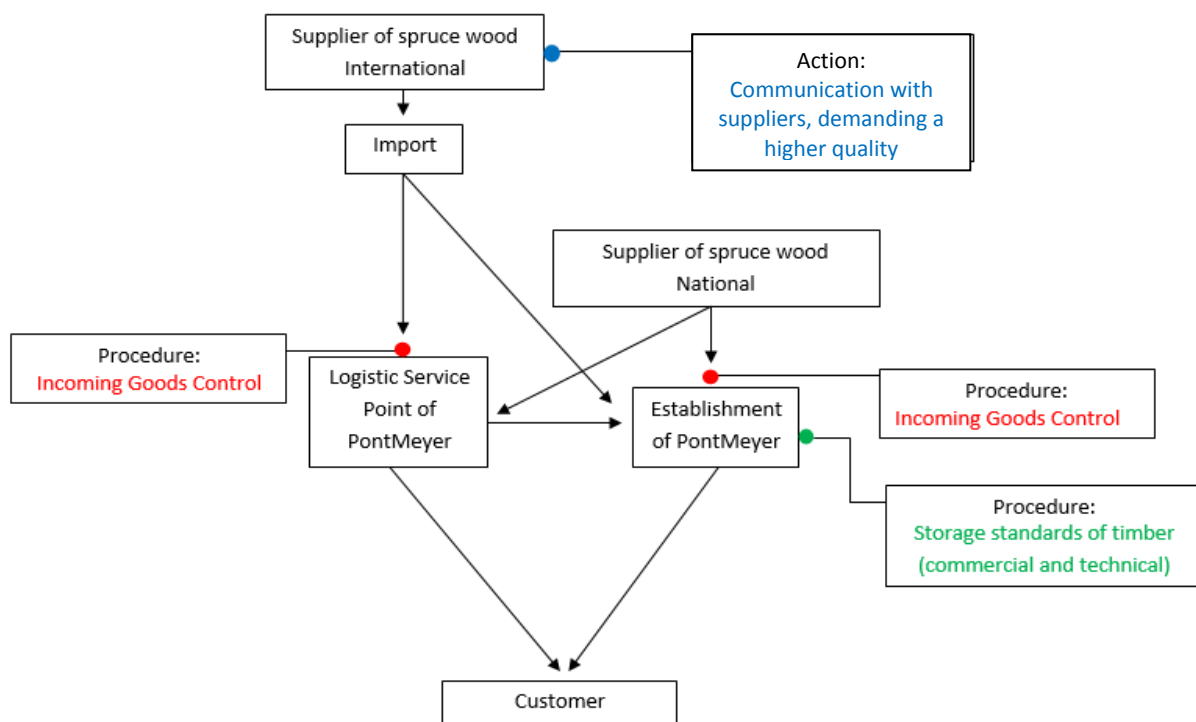 Supplier of spruce wood
International
Action:
Communication with
suppliers, demanding a
higher quality
Import
Supplier of spruce wood
National
Procedure:
Incoming Goods Control
Logistic Service
Point of
PontMeyer
Establishment
of PontMeyer
Procedure:
Incoming Goods Control
Procedure:
Storage standards of timber
(commercial and technical)
Customer